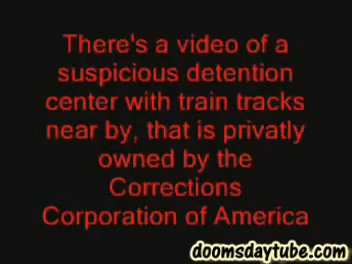 There's a video of a
suspicious detention
center with train tracks
near by, that is privatly
owned by the
Corrections
Corporation of America
doomsdaytube.com